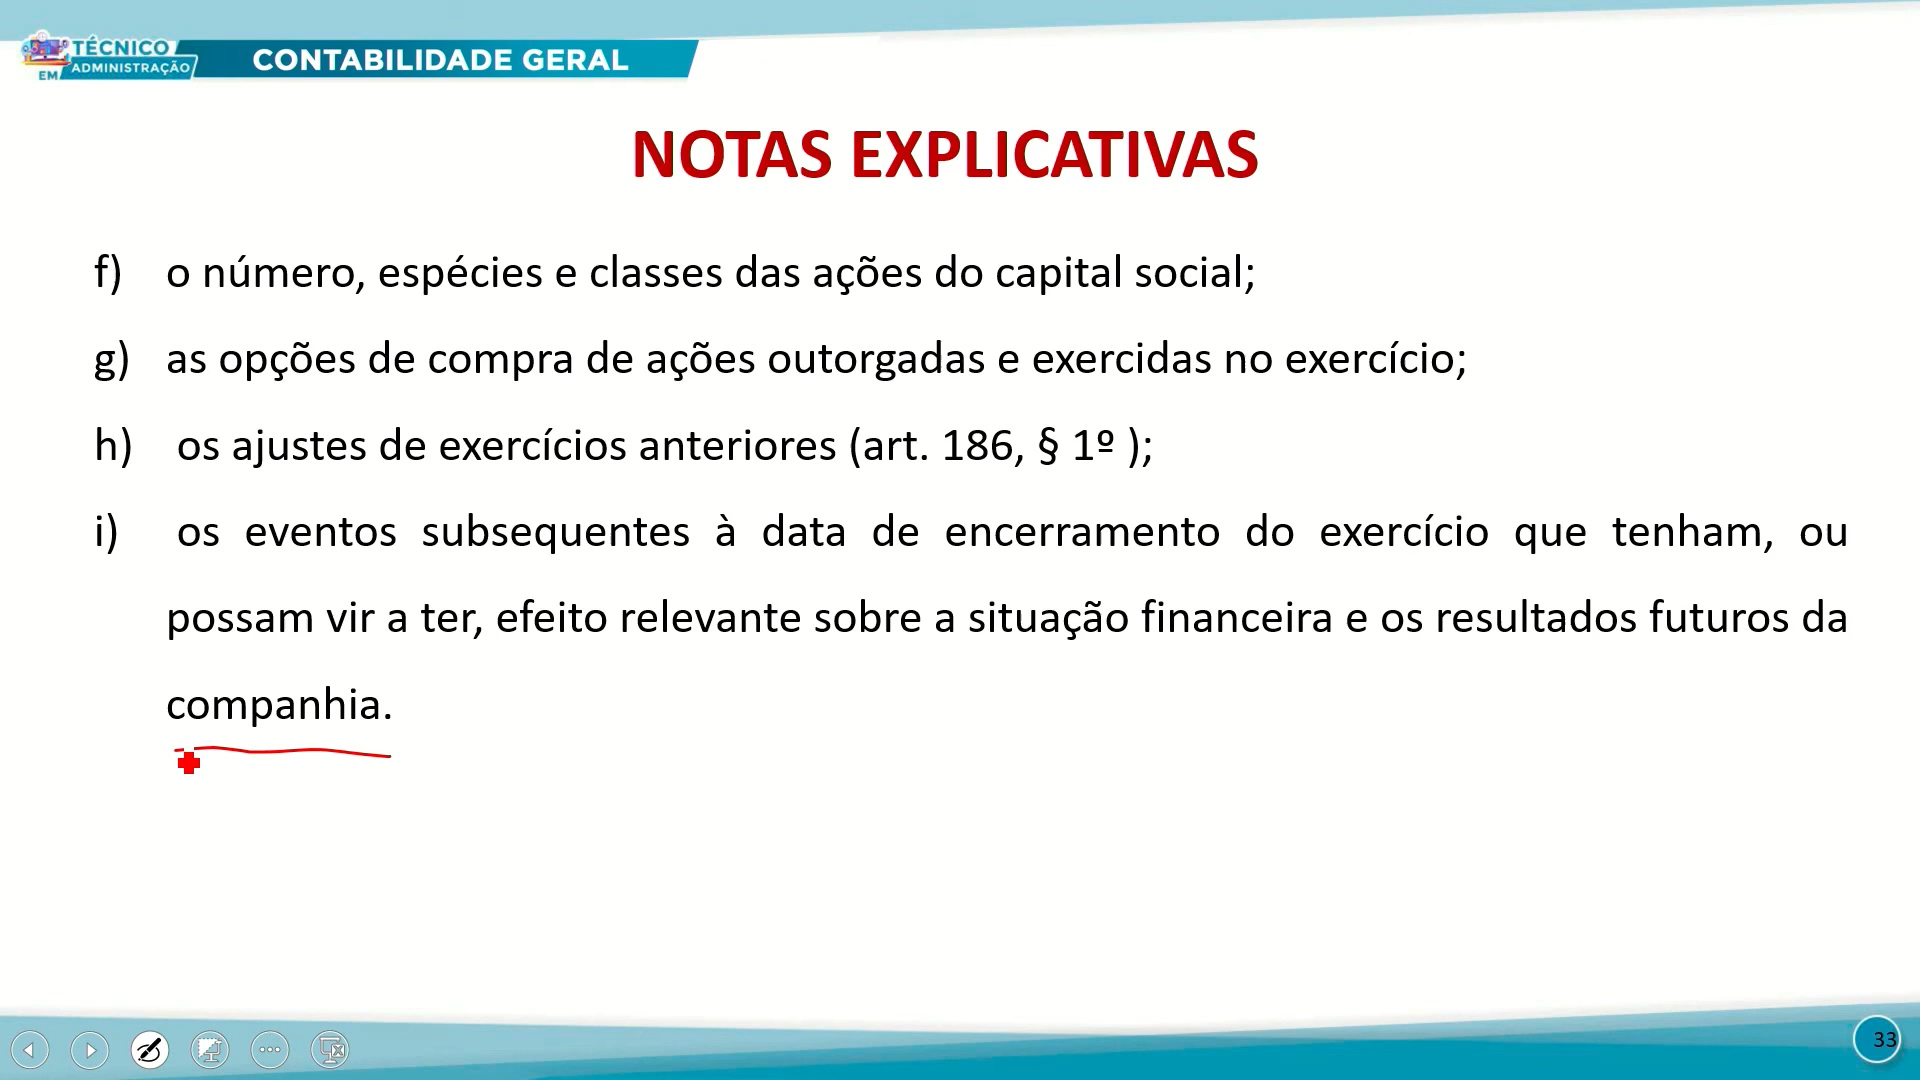 TÉCNICO
EM ADMINISTRAÇÃO
CONTABILIDADE GERAL
NOTAS EXPLICATIVAS
f) o número, espécies e classes das ações do capital social;
g) as opções de compra de ações outorgadas e exercidas no exercício;
h) os ajustes de exercícios anteriores (art. 186, § 1º );
i) os eventos subsequentes à data de encerramento do exercício que tenham, ou
possam vir a ter, efeito relevante sobre a situação financeira e os resultados futuros da
companhia.
33